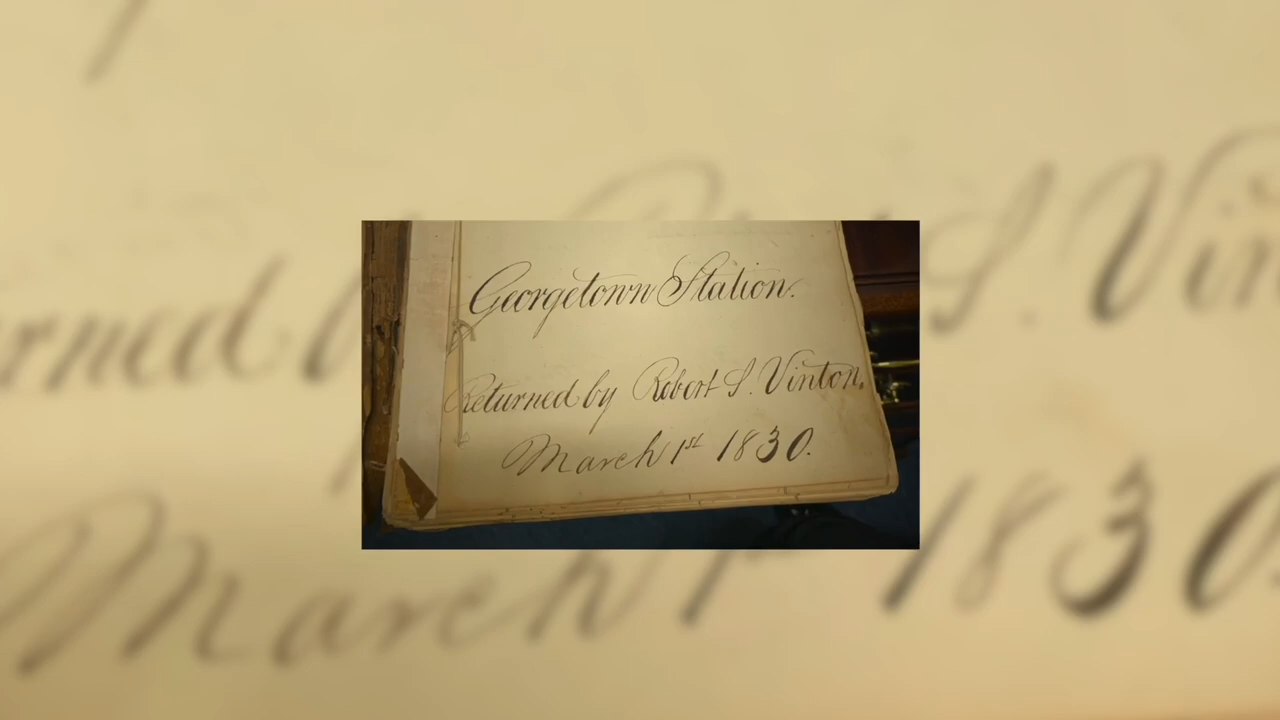 Georgetown Station.
Returned by Robert S. Vinton.
March 1st 1830.